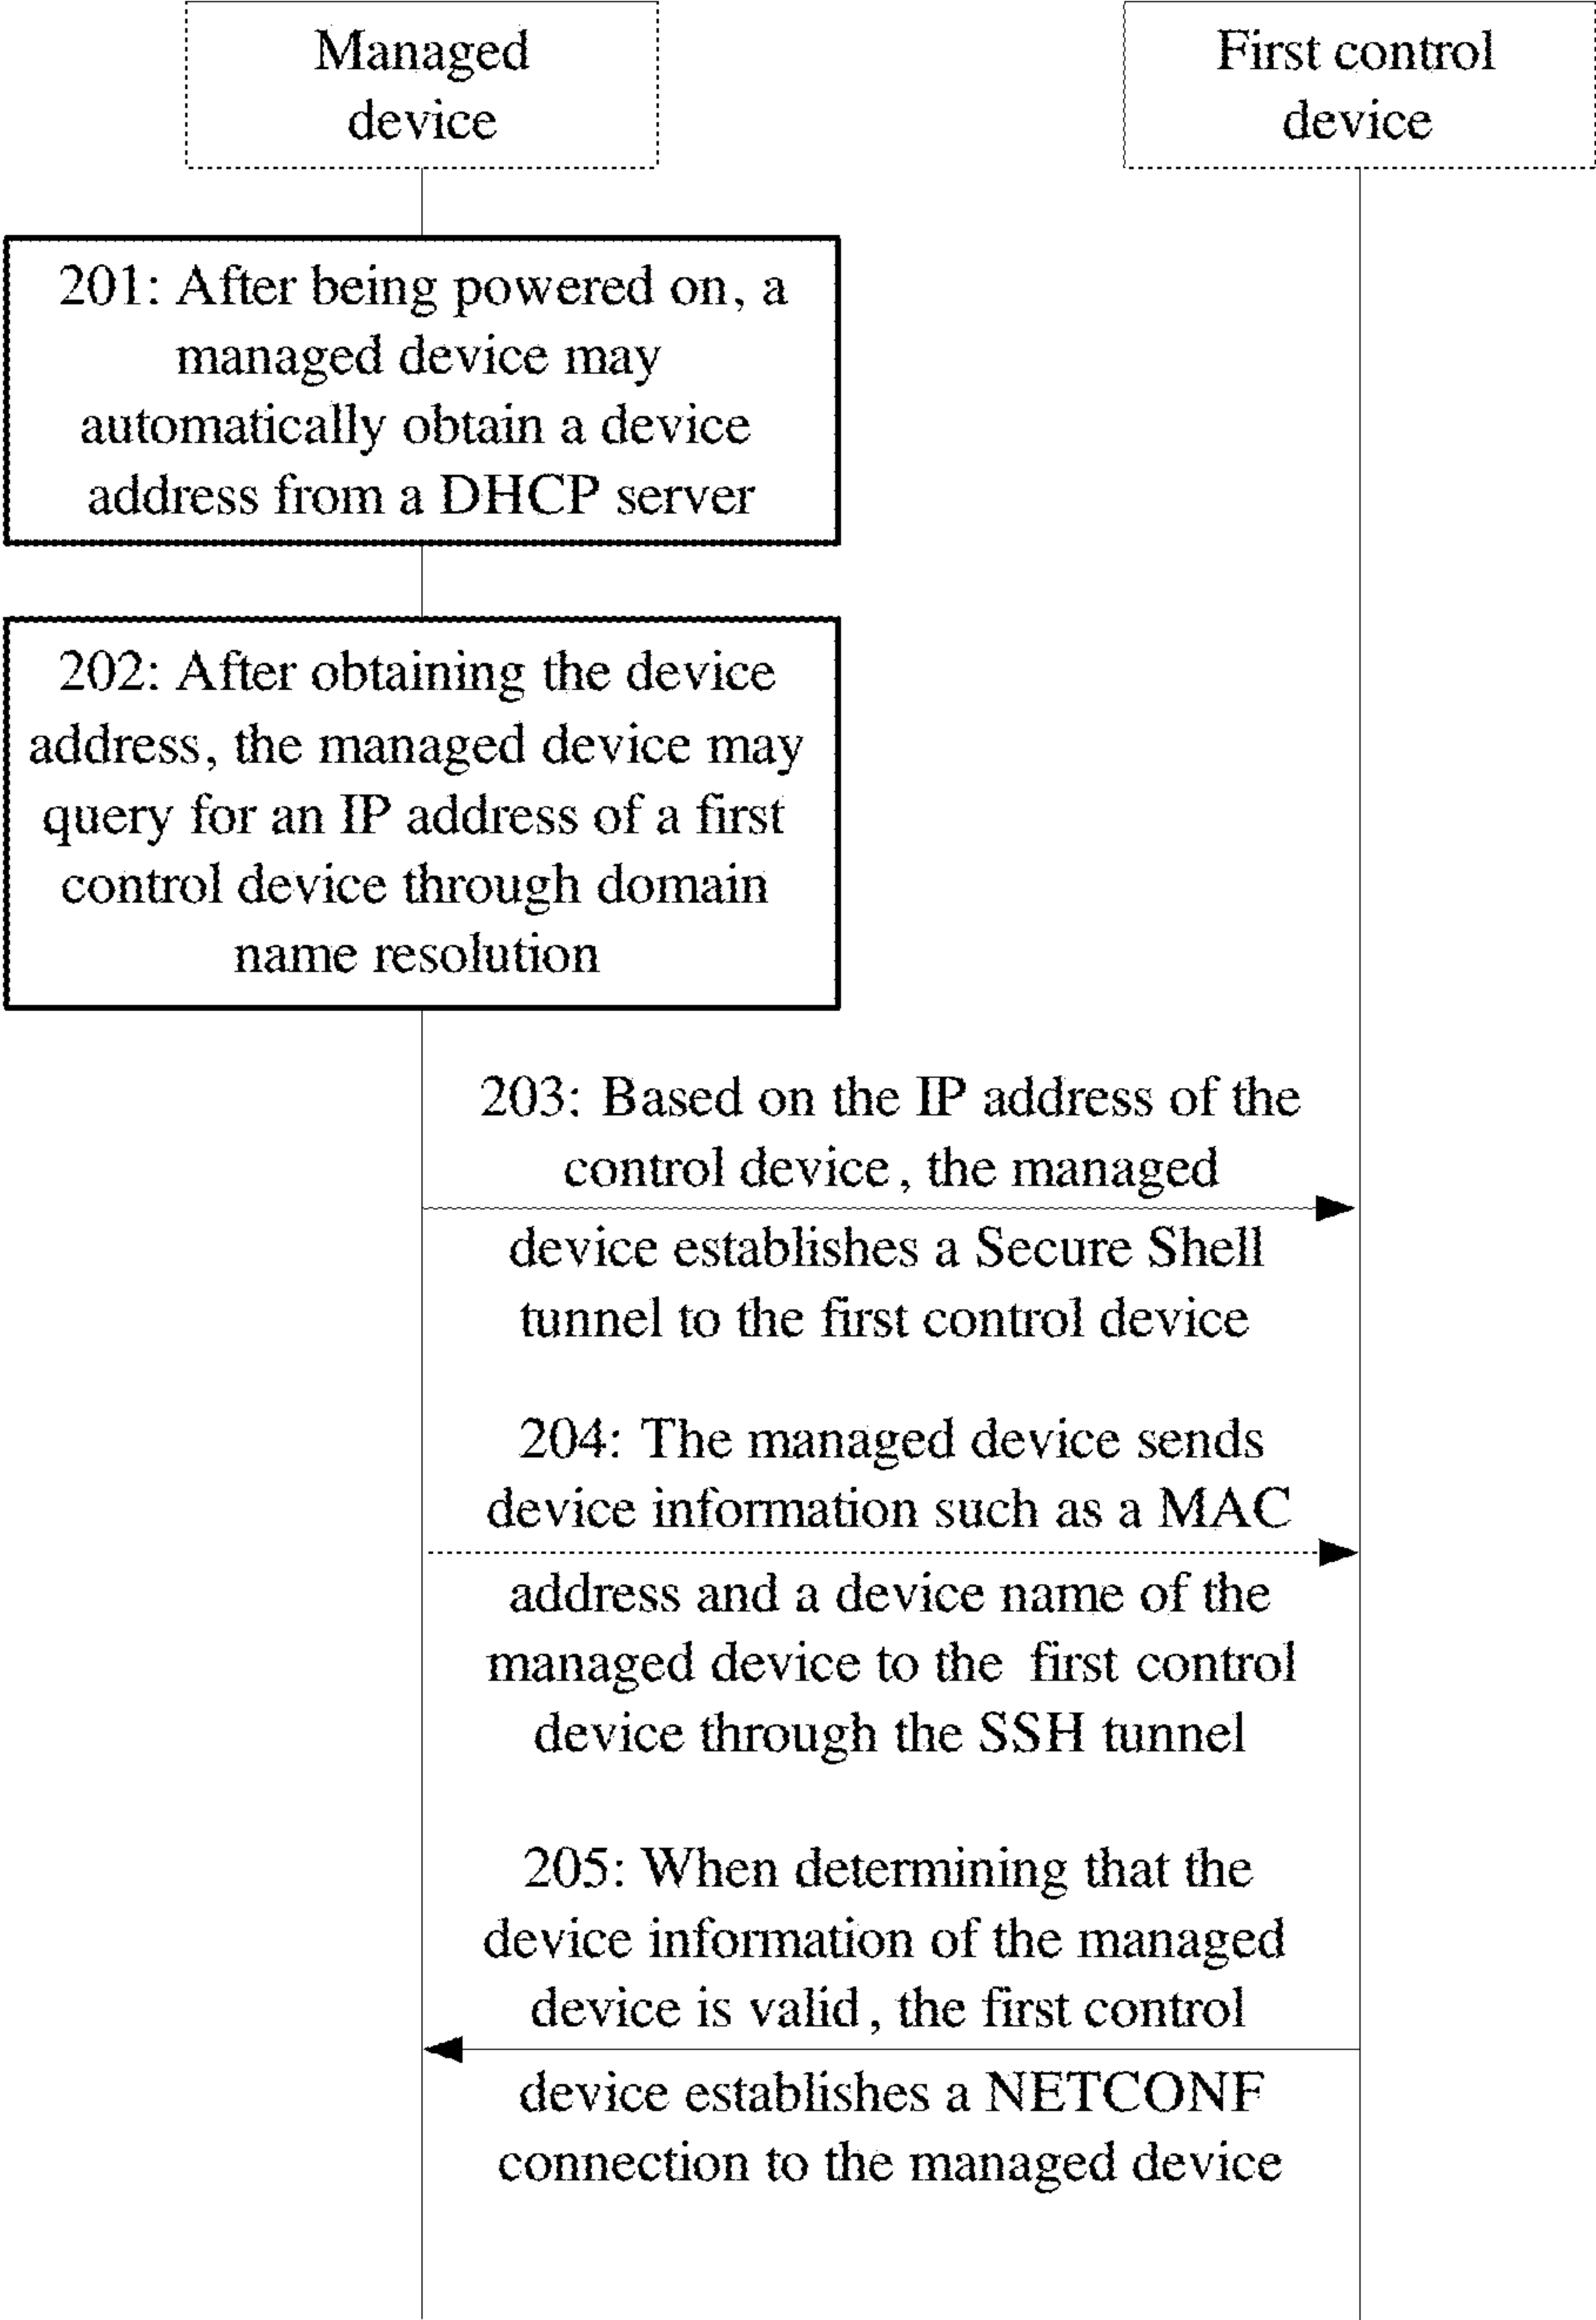 Managed
device
First control
device
201: After being powered on, a
managed device may
automatically obtain a device
address from a DHCP server
202: After obtaining the device
address, the managed device may
query for an IP address of a first
control device through domain
name resolution
203: Based on the IP address of the
control device, the managed
device establishes a Secure Shell
tunnel to the first control device
204: The managed device sends
device information such as a MAC
address and a device name of the
managed device to the first control
device through the SSH tunnel
205: When determining that the
device information of the managed
device is valid, the first control
device establishes a NETCONF
connection to the managed device